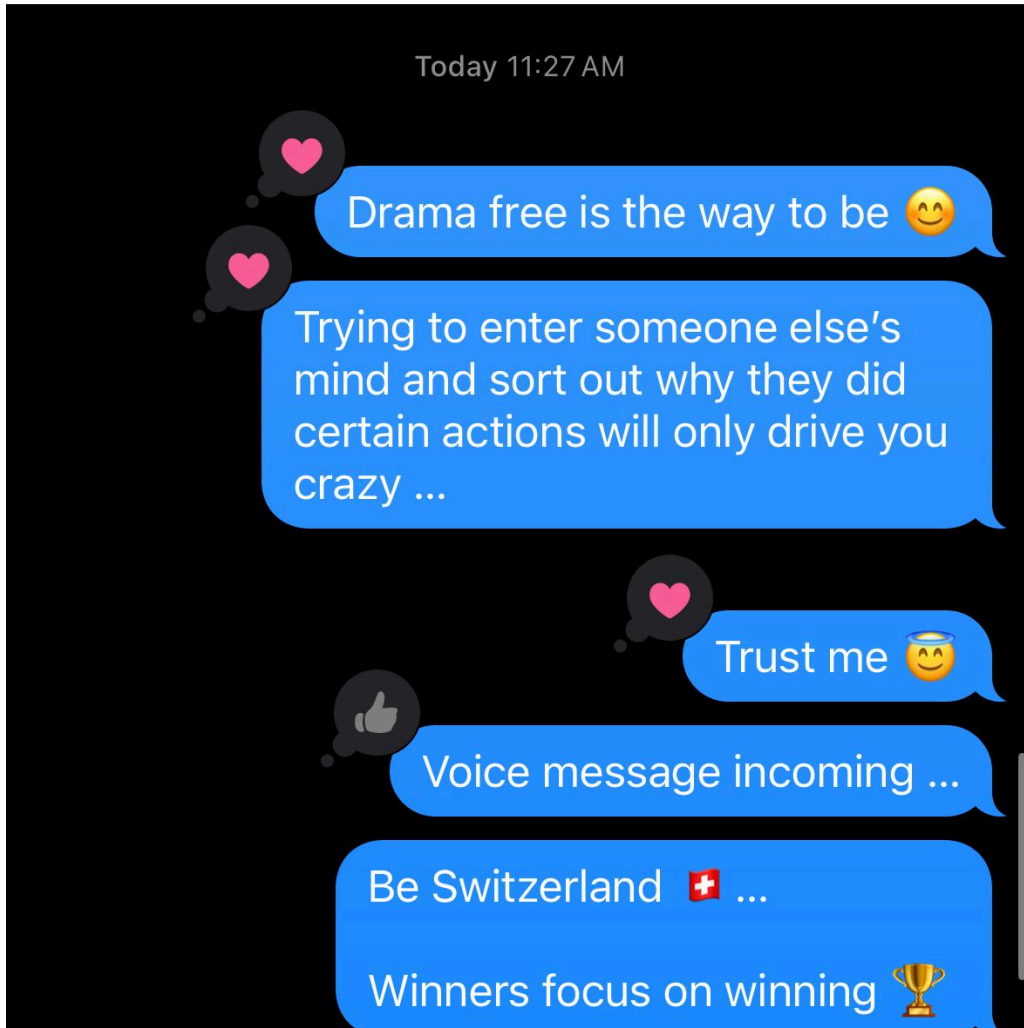 Today 11:27 AM
Drama free is the way to be 😊
Trying to enter someone else’s
mind and sort out why they did
certain actions will only drive you
crazy ...
Trust me 😇
Voice message incoming ...
Be Switzerland 🇨🇭 ...
Winners focus on winning 🏆